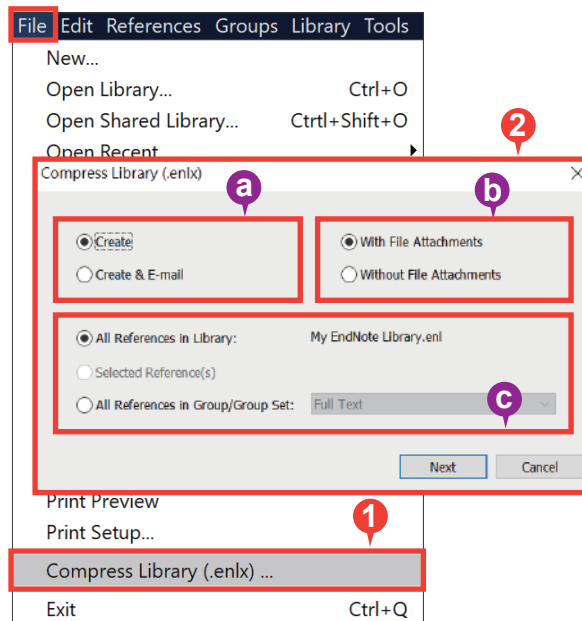 File Edit References Groups Library Tools
New...
Open Library... Ctrl+O
Open Shared Library... Ctrtl+Shift+O
Open Recent
2
Compress Library (.enlx)
a
b
Create
With File Attachments
Create & E-mail
Without File Attachments
All References in Library: My EndNote Library.enl
Selected Reference(s)
All References in Group/Group Set: Full Text
c
Next Cancel
Print Preview
1
Print Setup...
Compress Library (.enlx) ...
Exit Ctrl+Q